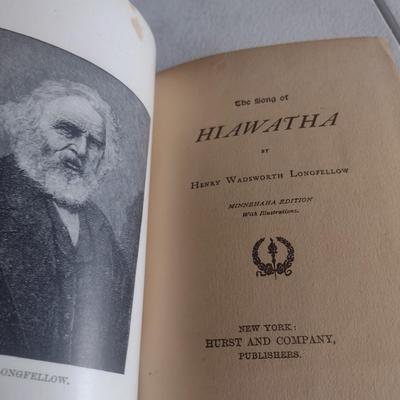 ONGFELLOW.
The Song of
HIAWATHA
BY
HENRY WADSWORTH LONGFELLOW
MINNEHAHA EDITION
With Illustrations.
NEW YORK:
HURST AND COMPANY,
PUBLISHERS.